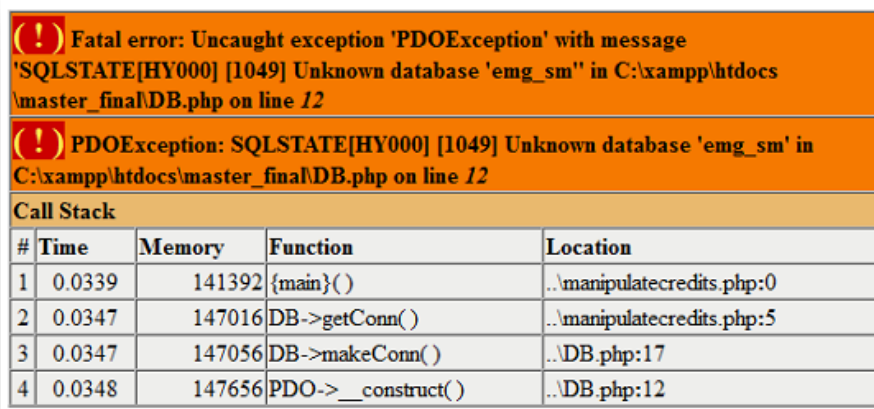 ( ! ) Fatal error: Uncaught exception 'PDOException' with message
'SQLSTATE[HY000] [1049] Unknown database 'emg_sm'' in C:\xampp\htdocs
\master_final\DB.php on line 12
( ! ) PDOException: SQLSTATE[HY000] [1049] Unknown database 'emg_sm' in
C:\xampp\htdocs\master_final\DB.php on line 12
Call Stack
# Time Memory Function Location
1 0.0339 141392 {main}( ) ..\manipulatecredits.php:0
2 0.0347 147016 DB->getConn( ) ..\manipulatecredits.php:5
3 0.0347 147056 DB->makeConn( ) ..\DB.php:17
4 0.0348 147656 PDO->__construct( ) ..\DB.php:12